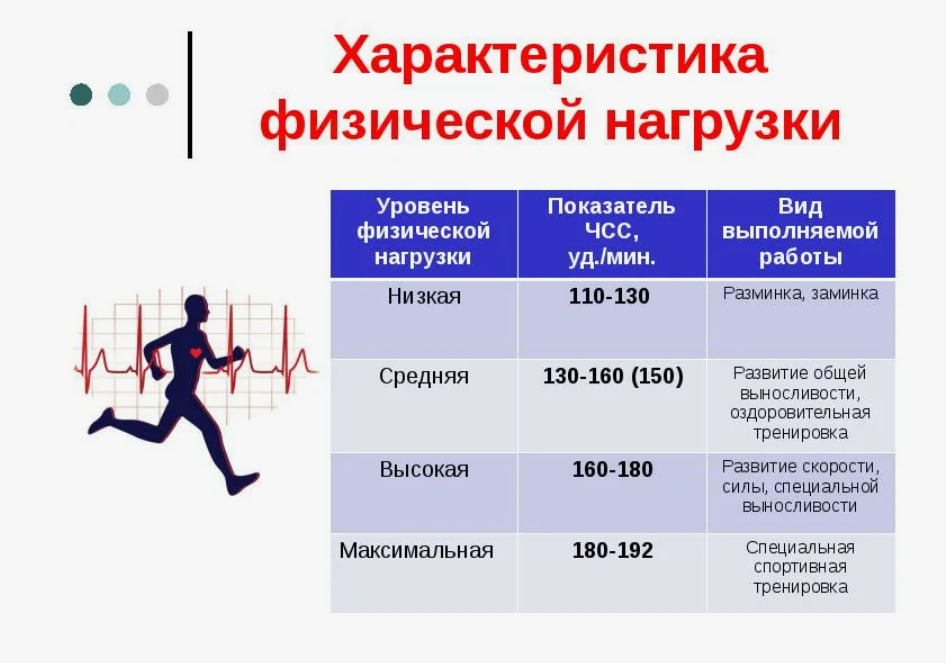 Характеристика
физической нагрузки
Уровень
физической
нагрузки
Показатель
ЧСС,
уд./мин.
Вид
выполняемой
работы
Низкая
110-130
Разминка, заминка
Средняя
130-160 (150)
Развитие общей
выносливости,
оздоровительная
тренировка
Высокая
160-180
Развитие скорости,
силы, специальной
выносливости
Максимальная
180-192
Специальная
спортивная
тренировка